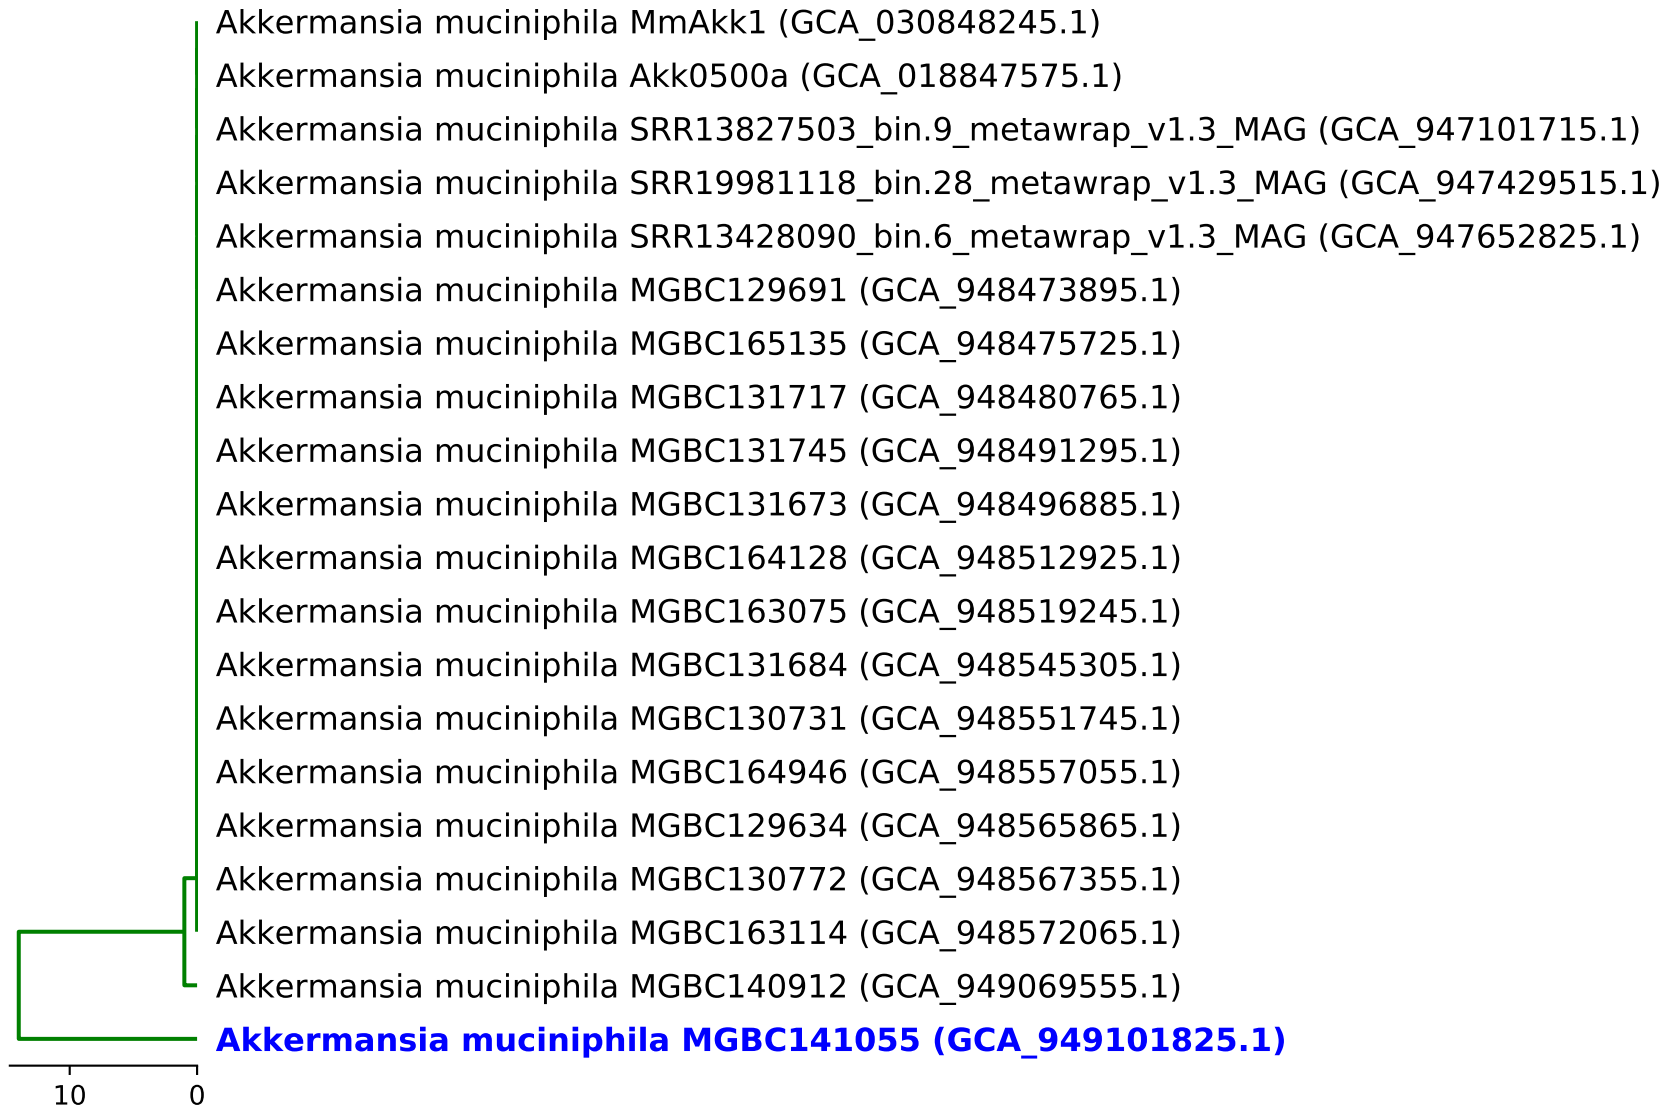 Akkermansia muciniphila MmAkk1 (GCA_030848245.1)
Akkermansia muciniphila Akk0500a (GCA_018847575.1)
Akkermansia muciniphila SRR13827503_bin.9_metawrap_v1.3_MAG (GCA_947101715.1)
Akkermansia muciniphila SRR19981118_bin.28_metawrap_v1.3_MAG (GCA_947429515.1)
Akkermansia muciniphila SRR13428090_bin.6_metawrap_v1.3_MAG (GCA_947652825.1)
Akkermansia muciniphila MGBC129691 (GCA_948473895.1)
Akkermansia muciniphila MGBC165135 (GCA_948475725.1)
Akkermansia muciniphila MGBC131717 (GCA_948480765.1)
Akkermansia muciniphila MGBC131745 (GCA_948491295.1)
Akkermansia muciniphila MGBC131673 (GCA_948496885.1)
Akkermansia muciniphila MGBC164128 (GCA_948512925.1)
Akkermansia muciniphila MGBC163075 (GCA_948519245.1)
Akkermansia muciniphila MGBC131684 (GCA_948545305.1)
Akkermansia muciniphila MGBC130731 (GCA_948551745.1)
Akkermansia muciniphila MGBC164946 (GCA_948557055.1)
Akkermansia muciniphila MGBC129634 (GCA_948565865.1)
Akkermansia muciniphila MGBC130772 (GCA_948567355.1)
Akkermansia muciniphila MGBC163114 (GCA_948572065.1)
Akkermansia muciniphila MGBC140912 (GCA_949069555.1)
Akkermansia muciniphila MGBC141055 (GCA_949101825.1)
10 0